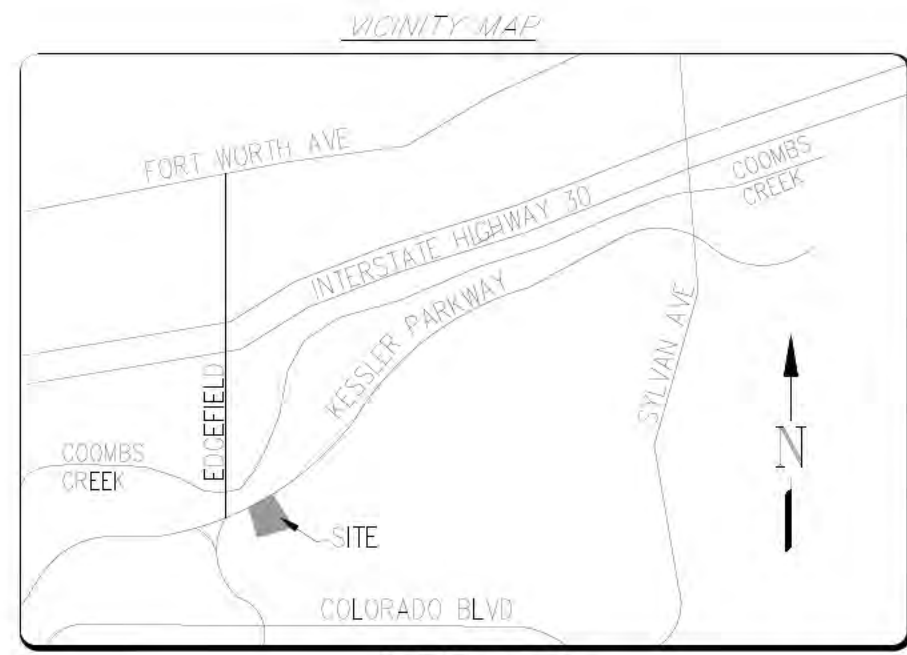 VICINITY MAP
FORT WORTH AVE
COOMBS
CREEK
INTERSTATE HIGHWAY 30
KESSLER PARKWAY
SYLVAN AVE
EDGEFIELD
COOMBS
CREEK
N
SITE
COLORADO BLVD